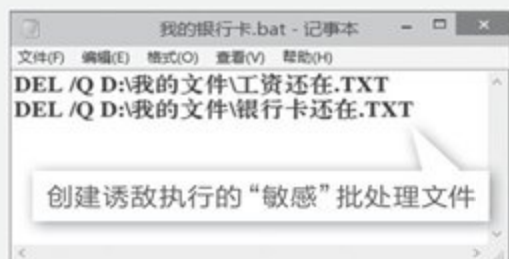 我的银行卡.bat - 记事本
文件(F) 编辑(E) 格式(O) 查看(V) 帮助(H)
DEL /Q D:\我的文件\工资还在.TXT
DEL /Q D:\我的文件\银行卡还在.TXT
创建诱敌执行的“敏感”批处理文件